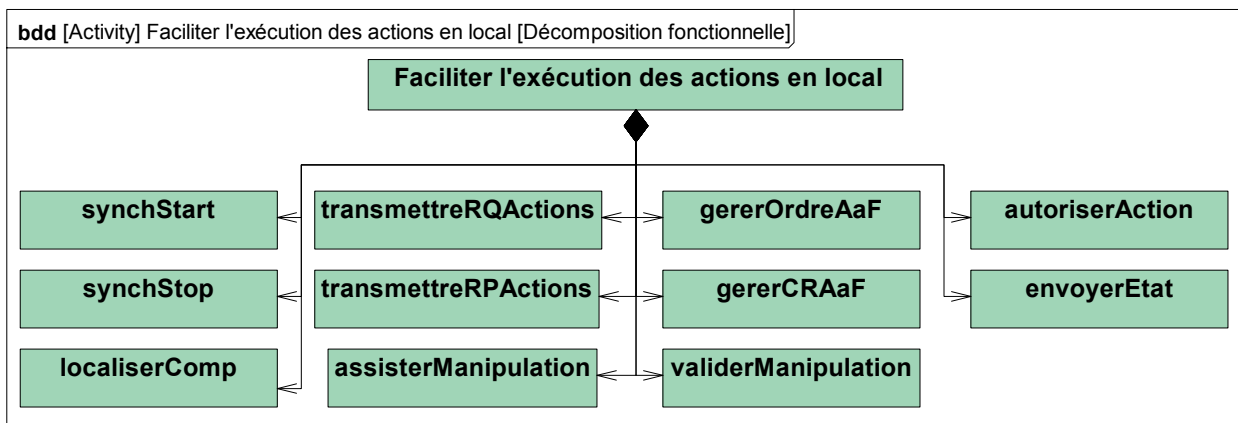 bdd [Activity] Faciliter l'exécution des actions en local [Décomposition fonctionnelle]
Faciliter l'exécution des actions en local
synchStart
transmettreRQActions
gererOrdreAaF
autoriserAction
synchStop
transmettreRPActions
gererCRAaF
envoyerEtat
localiserComp
assisterManipulation
validerManipulation